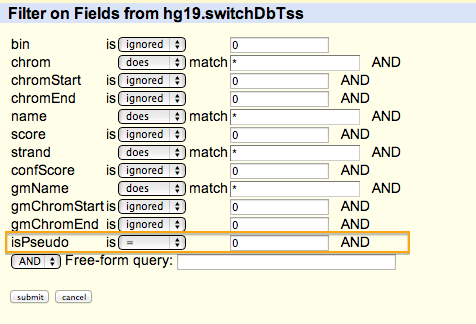 Filter on Fields from hg19.switchDbTss
bin is ignored 0
chrom does match * AND
chromStart is ignored 0 AND
chromEnd is ignored 0 AND
name does match * AND
score is ignored 0 AND
strand does match * AND
confScore is ignored 0 AND
gmName does match * AND
gmChromStart is ignored 0 AND
gmChromEnd is ignored 0 AND
isPseudo is = 0 AND
AND Free-form query:
submit cancel